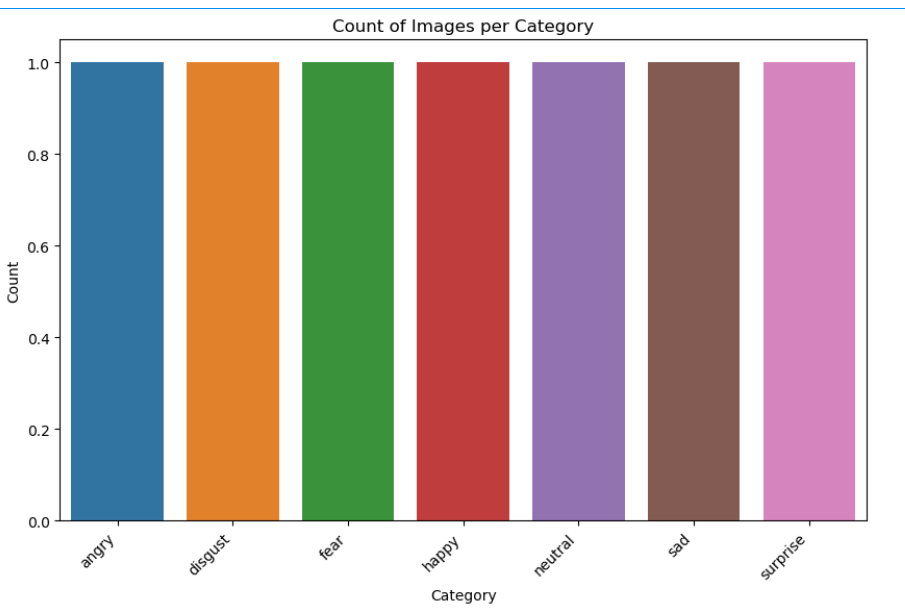 Count of Images per Category
1.0
0.8
0.6
0.4
0.2
0.0
Count
angry
disgust
fear
happy
neutral
sad
surprise
Category